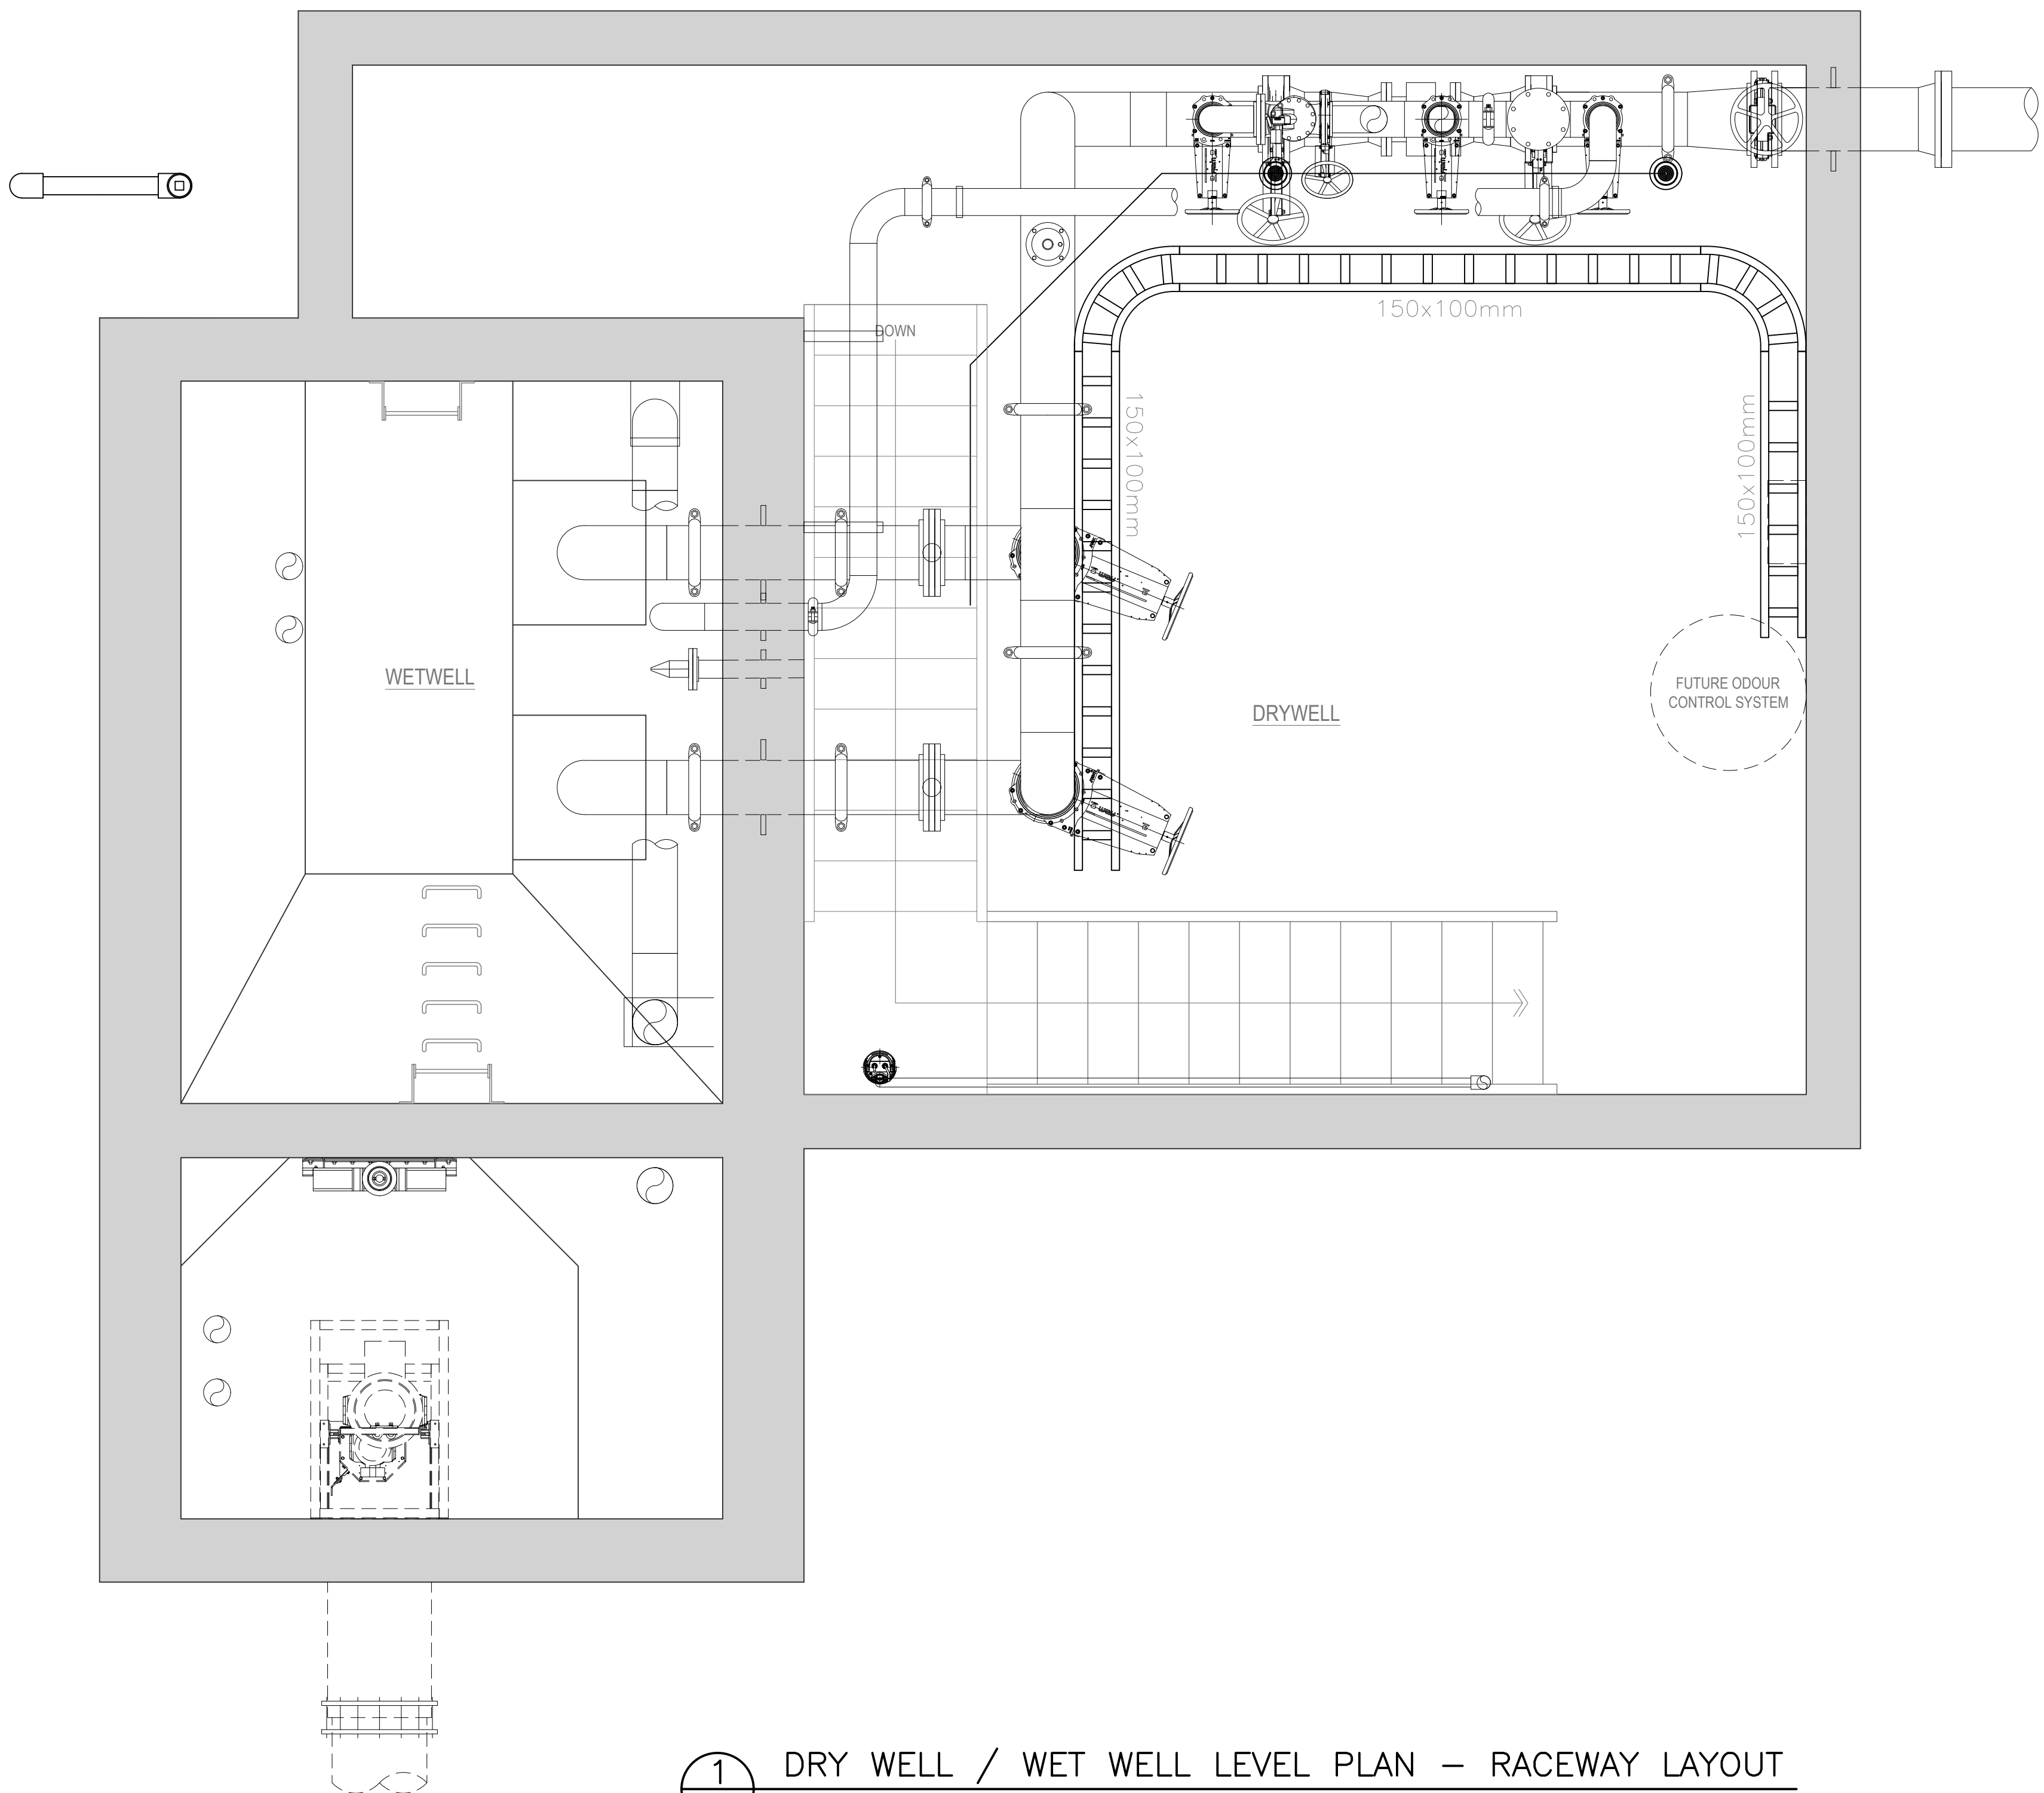 DOWN
150x100mm
150x100mm
150x100mm
WETWELL
DRYWELL
FUTURE ODOUR
CONTROL SYSTEM
1
DRY WELL / WET WELL LEVEL PLAN – RACEWAY LAYOUT